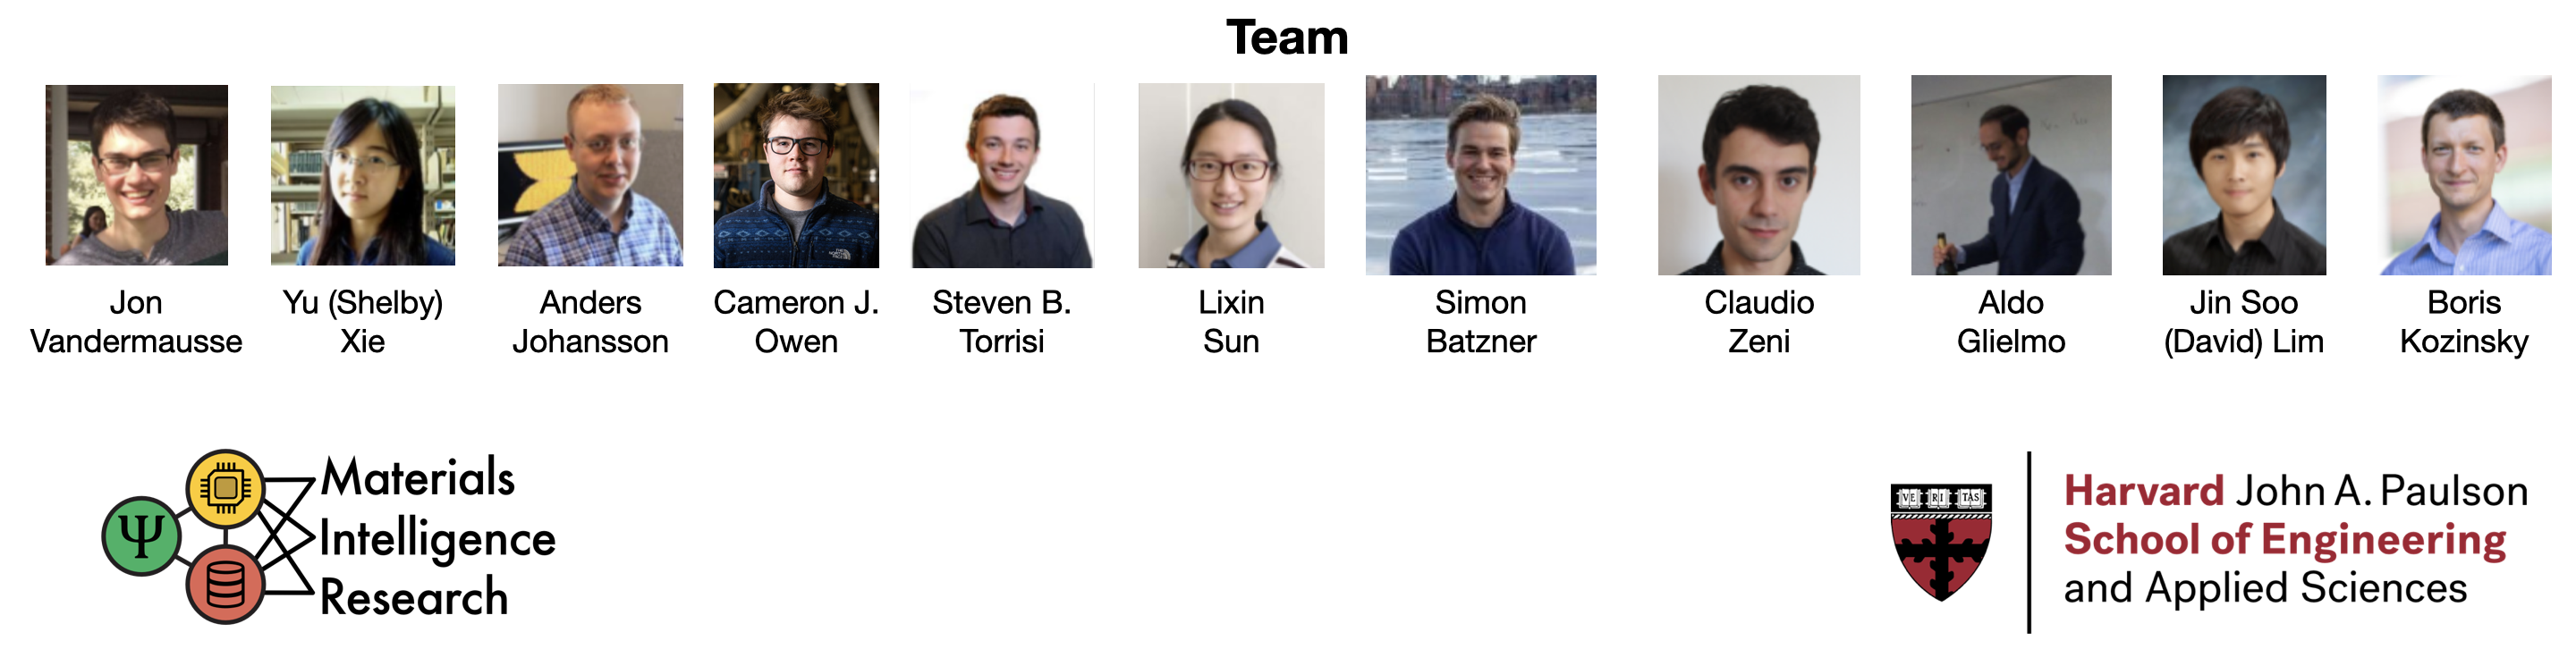 Team
Jon
Vandermausse
Yu (Shelby)
Xie
Anders
Johansson
Cameron J.
Owen
Steven B.
Torrisi
Lixin
Sun
Simon
Batzner
Claudio
Zeni
Aldo
Glielmo
Jin Soo
(David) Lim
Boris
Kozinsky
Ψ
Materials
Intelligence
Research
VE RI TAS
Harvard John A. Paulson
School of Engineering
and Applied Sciences